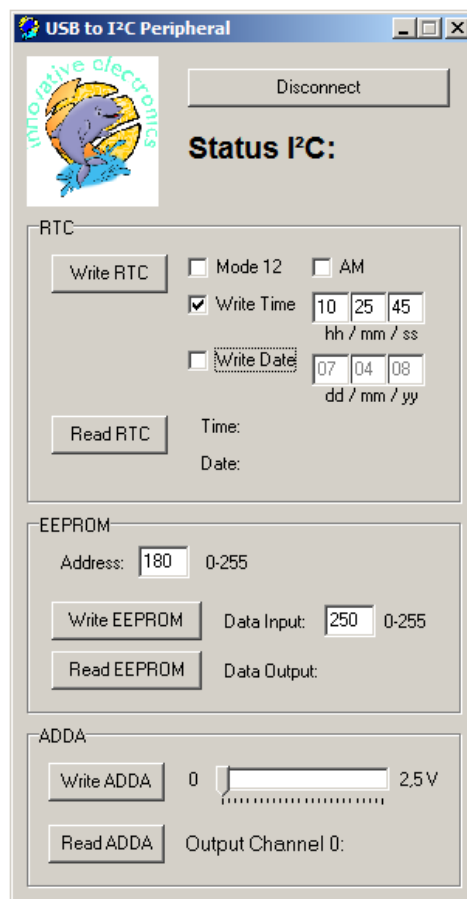 USB to I²C Peripheral
innovative electronics
Disconnect
Status I²C:
RTC
Write RTC
Mode 12
AM
Write Time
10 25 45
hh / mm / ss
Write Date
07 04 08
dd / mm / yy
Read RTC
Time:
Date:
EEPROM
Address: 180 0-255
Write EEPROM
Data Input: 250 0-255
Read EEPROM
Data Output:
ADDA
Write ADDA
0
2,5 V
Read ADDA
Output Channel 0: